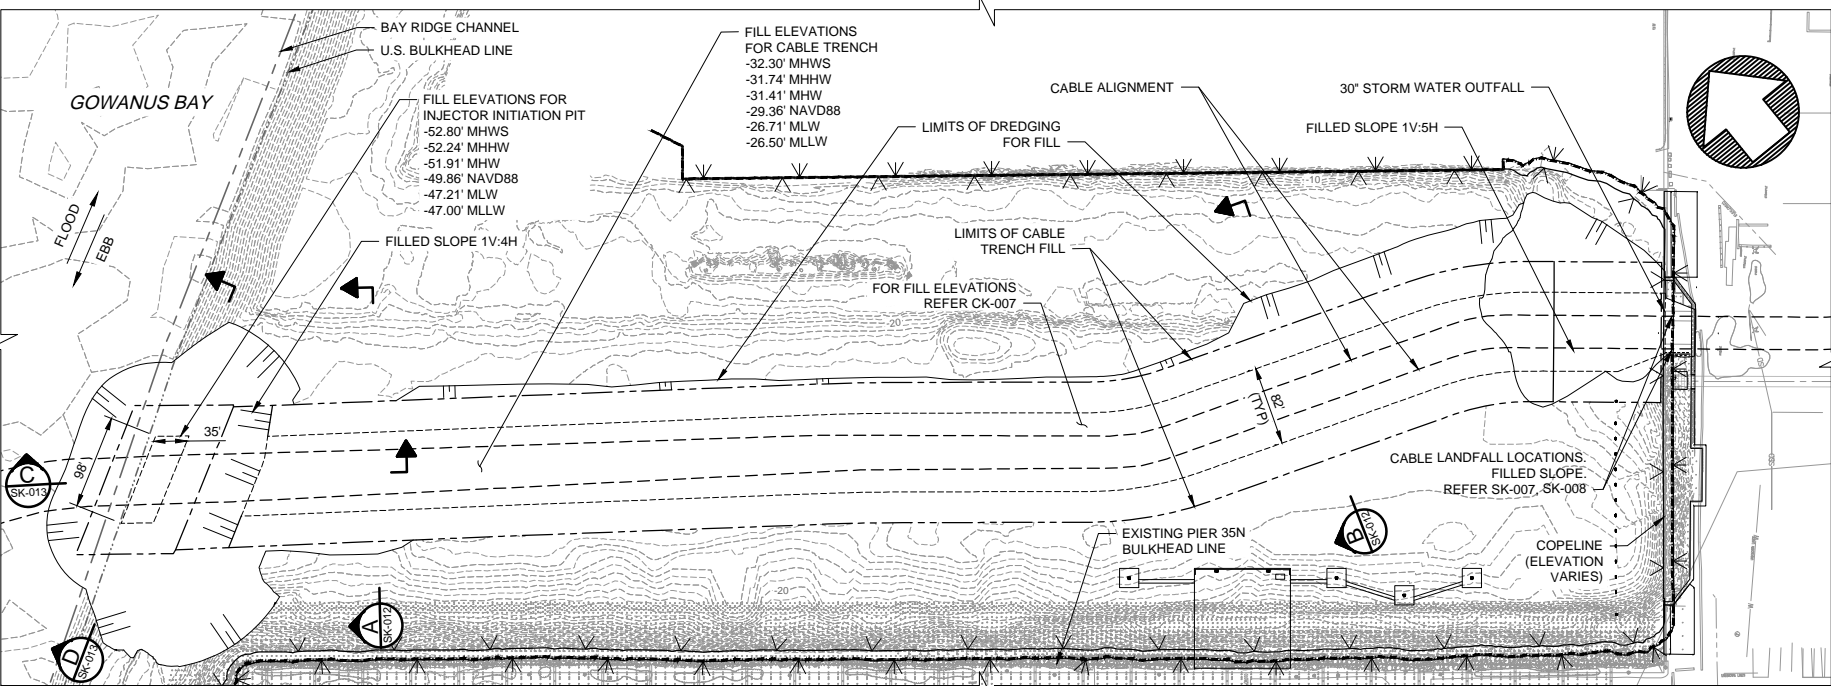 BAY RIDGE CHANNEL
U.S. BULKHEAD LINE
GOWANUS BAY
FILL ELEVATIONS FOR
INJECTOR INITIATION PIT
-52.80' MHWS
-52.24' MHHW
-51.91' MHW
-49.86' NAVD88
-47.21' MLW
-47.00' MLLW
FILL ELEVATIONS
FOR CABLE TRENCH
-32.30' MHWS
-31.74' MHHW
-31.41' MHW
-29.36' NAVD88
-26.71' MLW
-26.50' MLLW
CABLE ALIGNMENT
30" STORM WATER OUTFALL
LIMITS OF DREDGING
FOR FILL
FILLED SLOPE 1V:5H
FLOOD
EBB
FILLED SLOPE 1V:4H
LIMITS OF CABLE
TRENCH FILL
FOR FILL ELEVATIONS
REFER CK-007
-20
82'
(TYP)
35'
98'
C
SK-013
CABLE LANDFALL LOCATIONS.
FILLED SLOPE.
REFER SK-007, SK-008
B
SK-012
EXISTING PIER 35N
BULKHEAD LINE
COPELINE
(ELEVATION
VARIES)
-20
A
SK-012
D
SK-013